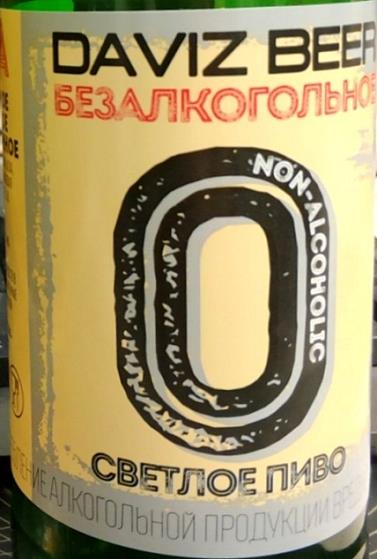 DAVIZ BEER
БЕЗАЛКОГОЛЬНОЕ
NON-ALCOHOLIC
0
СВЕТЛОЕ ПИВО
АЛКОГОЛЬНОЙ ПРОДУКЦИИ